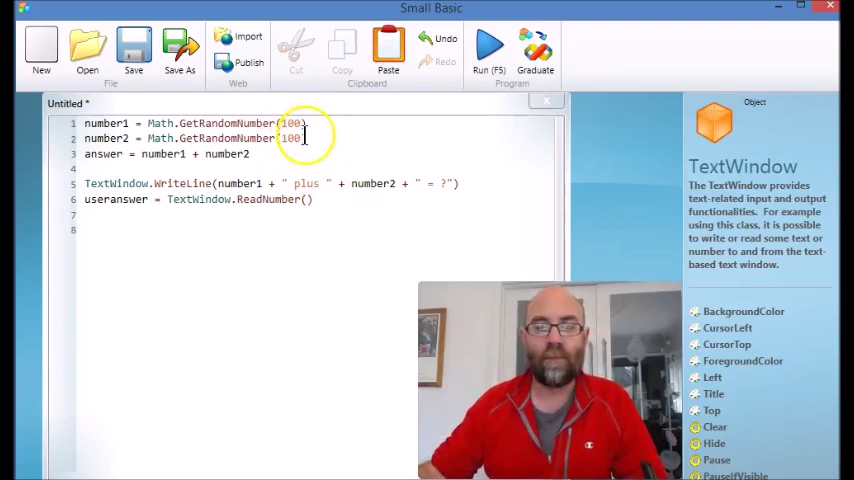 Small Basic
New
Open
Save
Save As
Import
Publish
Cut
Copy
Paste
Undo
Redo
Run (F5)
Graduate
File
Web
Clipboard
Program
Untitled *
1 number1 = Math.GetRandomNumber(100)
2 number2 = Math.GetRandomNumber(100)
3 answer = number1 + number2
4
5 TextWindow.WriteLine(number1 + " plus " + number2 + " = ?")
6 useranswer = TextWindow.ReadNumber()
7
8
Object
TextWindow
The TextWindow provides
text-related input and output
functionalities.  For example
using this class, it is possible
to write or read some text or
number to and from the text-
based text window.
BackgroundColor
CursorLeft
CursorTop
ForegroundColor
Left
Title
Top
Clear
Hide
Pause
PauseIfVisible